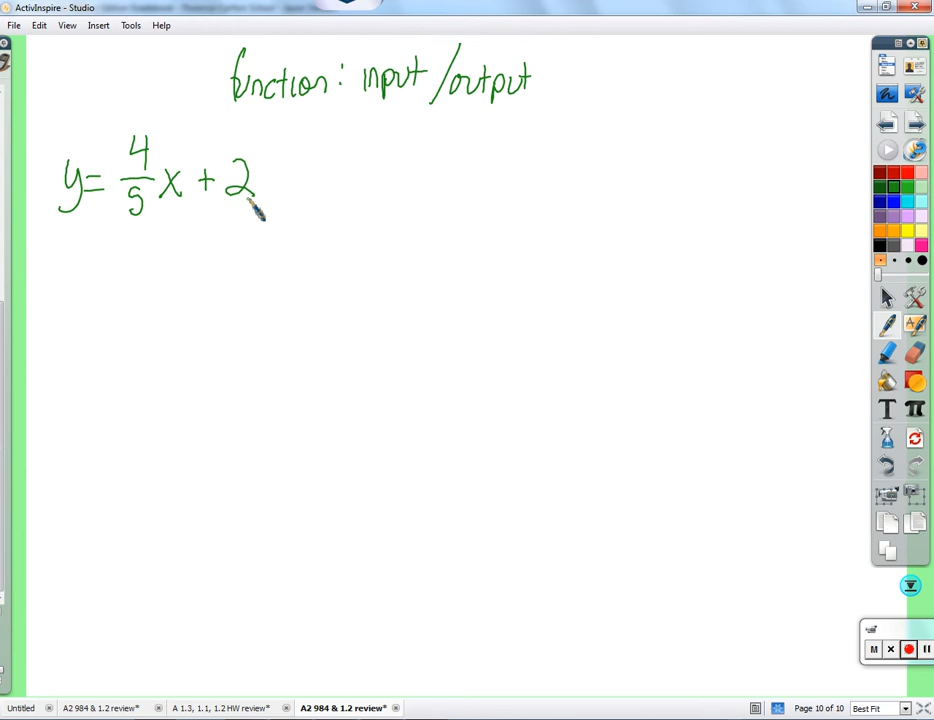 ActivInspire - Studio
File Edit View Insert Tools Help
function: input/output
y= 4/5 x + 2
M
Untitled A2 984 & 1.2 review* A 1.3, 1.1, 1.2 HW review* A2 984 & 1.2 review* Page 10 of 10 Best Fit